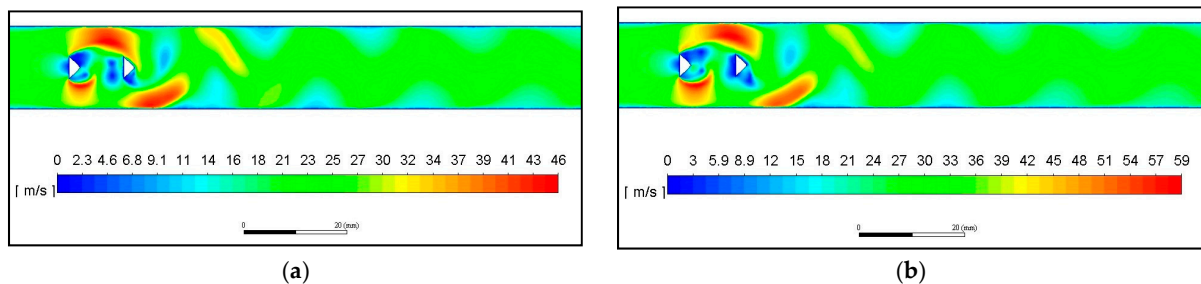 0 2.3 4.6 6.8 9.1 11 14 16 18 21 23 25 27 30 32 34 37 39 41 43 46
[ m/s ]
0 20 (mm)
(a)
0 3 5.9 8.9 12 15 18 21 24 27 30 33 36 39 42 45 48 51 54 57 59
[ m/s ]
0 20 (mm)
(b)